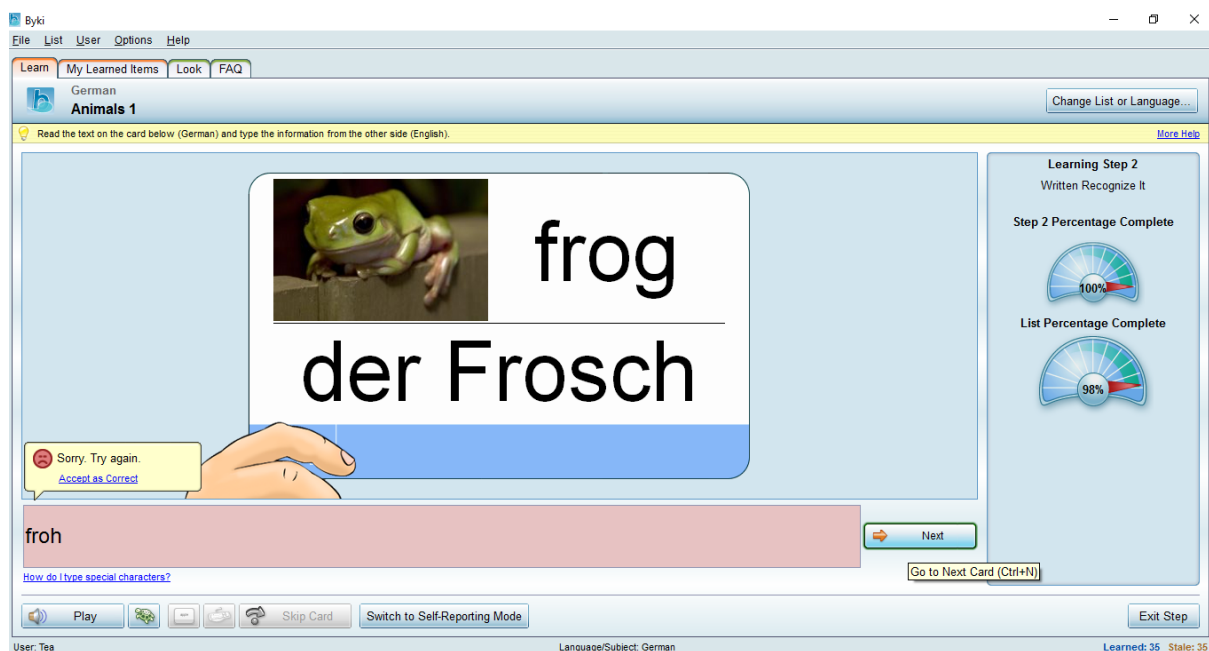 Byki
File List User Options Help
Learn My Learned Items Look FAQ
German
Animals 1
Change List or Language...
Read the text on the card below (German) and type the information from the other side (English).
More Help
frog
der Frosch
Sorry. Try again.
Accept as Correct
froh
Next
Go to Next Card (Ctrl+N)
How do I type special characters?
Learning Step 2
Written Recognize It
Step 2 Percentage Complete
100%
List Percentage Complete
98%
Play Skip Card Switch to Self-Reporting Mode Exit Step
User: Tea Language/Subject: German Learned: 35 Stale: 35